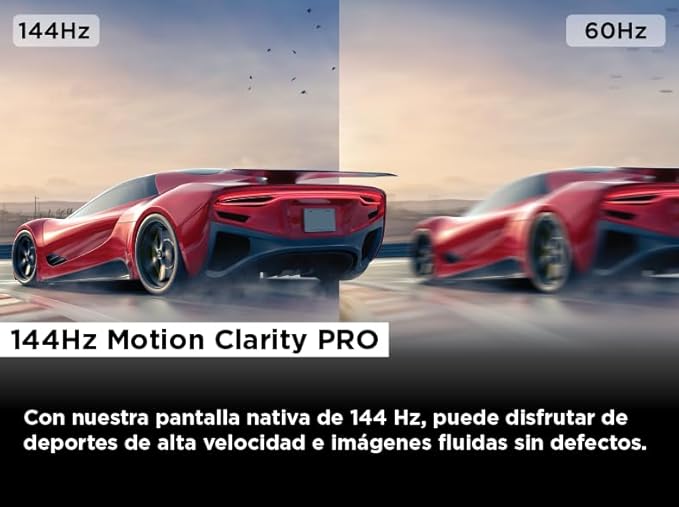 144Hz
60Hz
144Hz Motion Clarity PRO
Con nuestra pantalla nativa de 144 Hz, puede disfrutar de
deportes de alta velocidad e imágenes fluidas sin defectos.